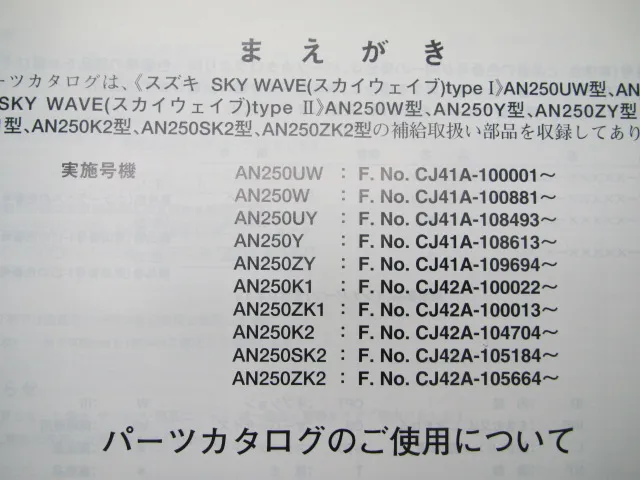 まえがき
ーツカタログは、《スズキ SKY WAVE(スカイウェイブ)type Ⅰ》AN250UW型、AN
SKY WAVE(スカイウェイブ)type Ⅱ》AN250W型、AN250Y型、AN250ZY型
型、AN250K2型、AN250SK2型、AN250ZK2型の補給取扱い部品を収録してあり
実施号機 AN250UW : F. No. CJ41A-100001～
AN250W : F. No. CJ41A-100881～
AN250UY : F. No. CJ41A-108493～
AN250Y : F. No. CJ41A-108613～
AN250ZY : F. No. CJ41A-109694～
AN250K1 : F. No. CJ42A-100022～
AN250ZK1 : F. No. CJ42A-100013～
AN250K2 : F. No. CJ42A-104704～
AN250SK2 : F. No. CJ42A-105184～
AN250ZK2 : F. No. CJ42A-105664～
パーツカタログのご使用について